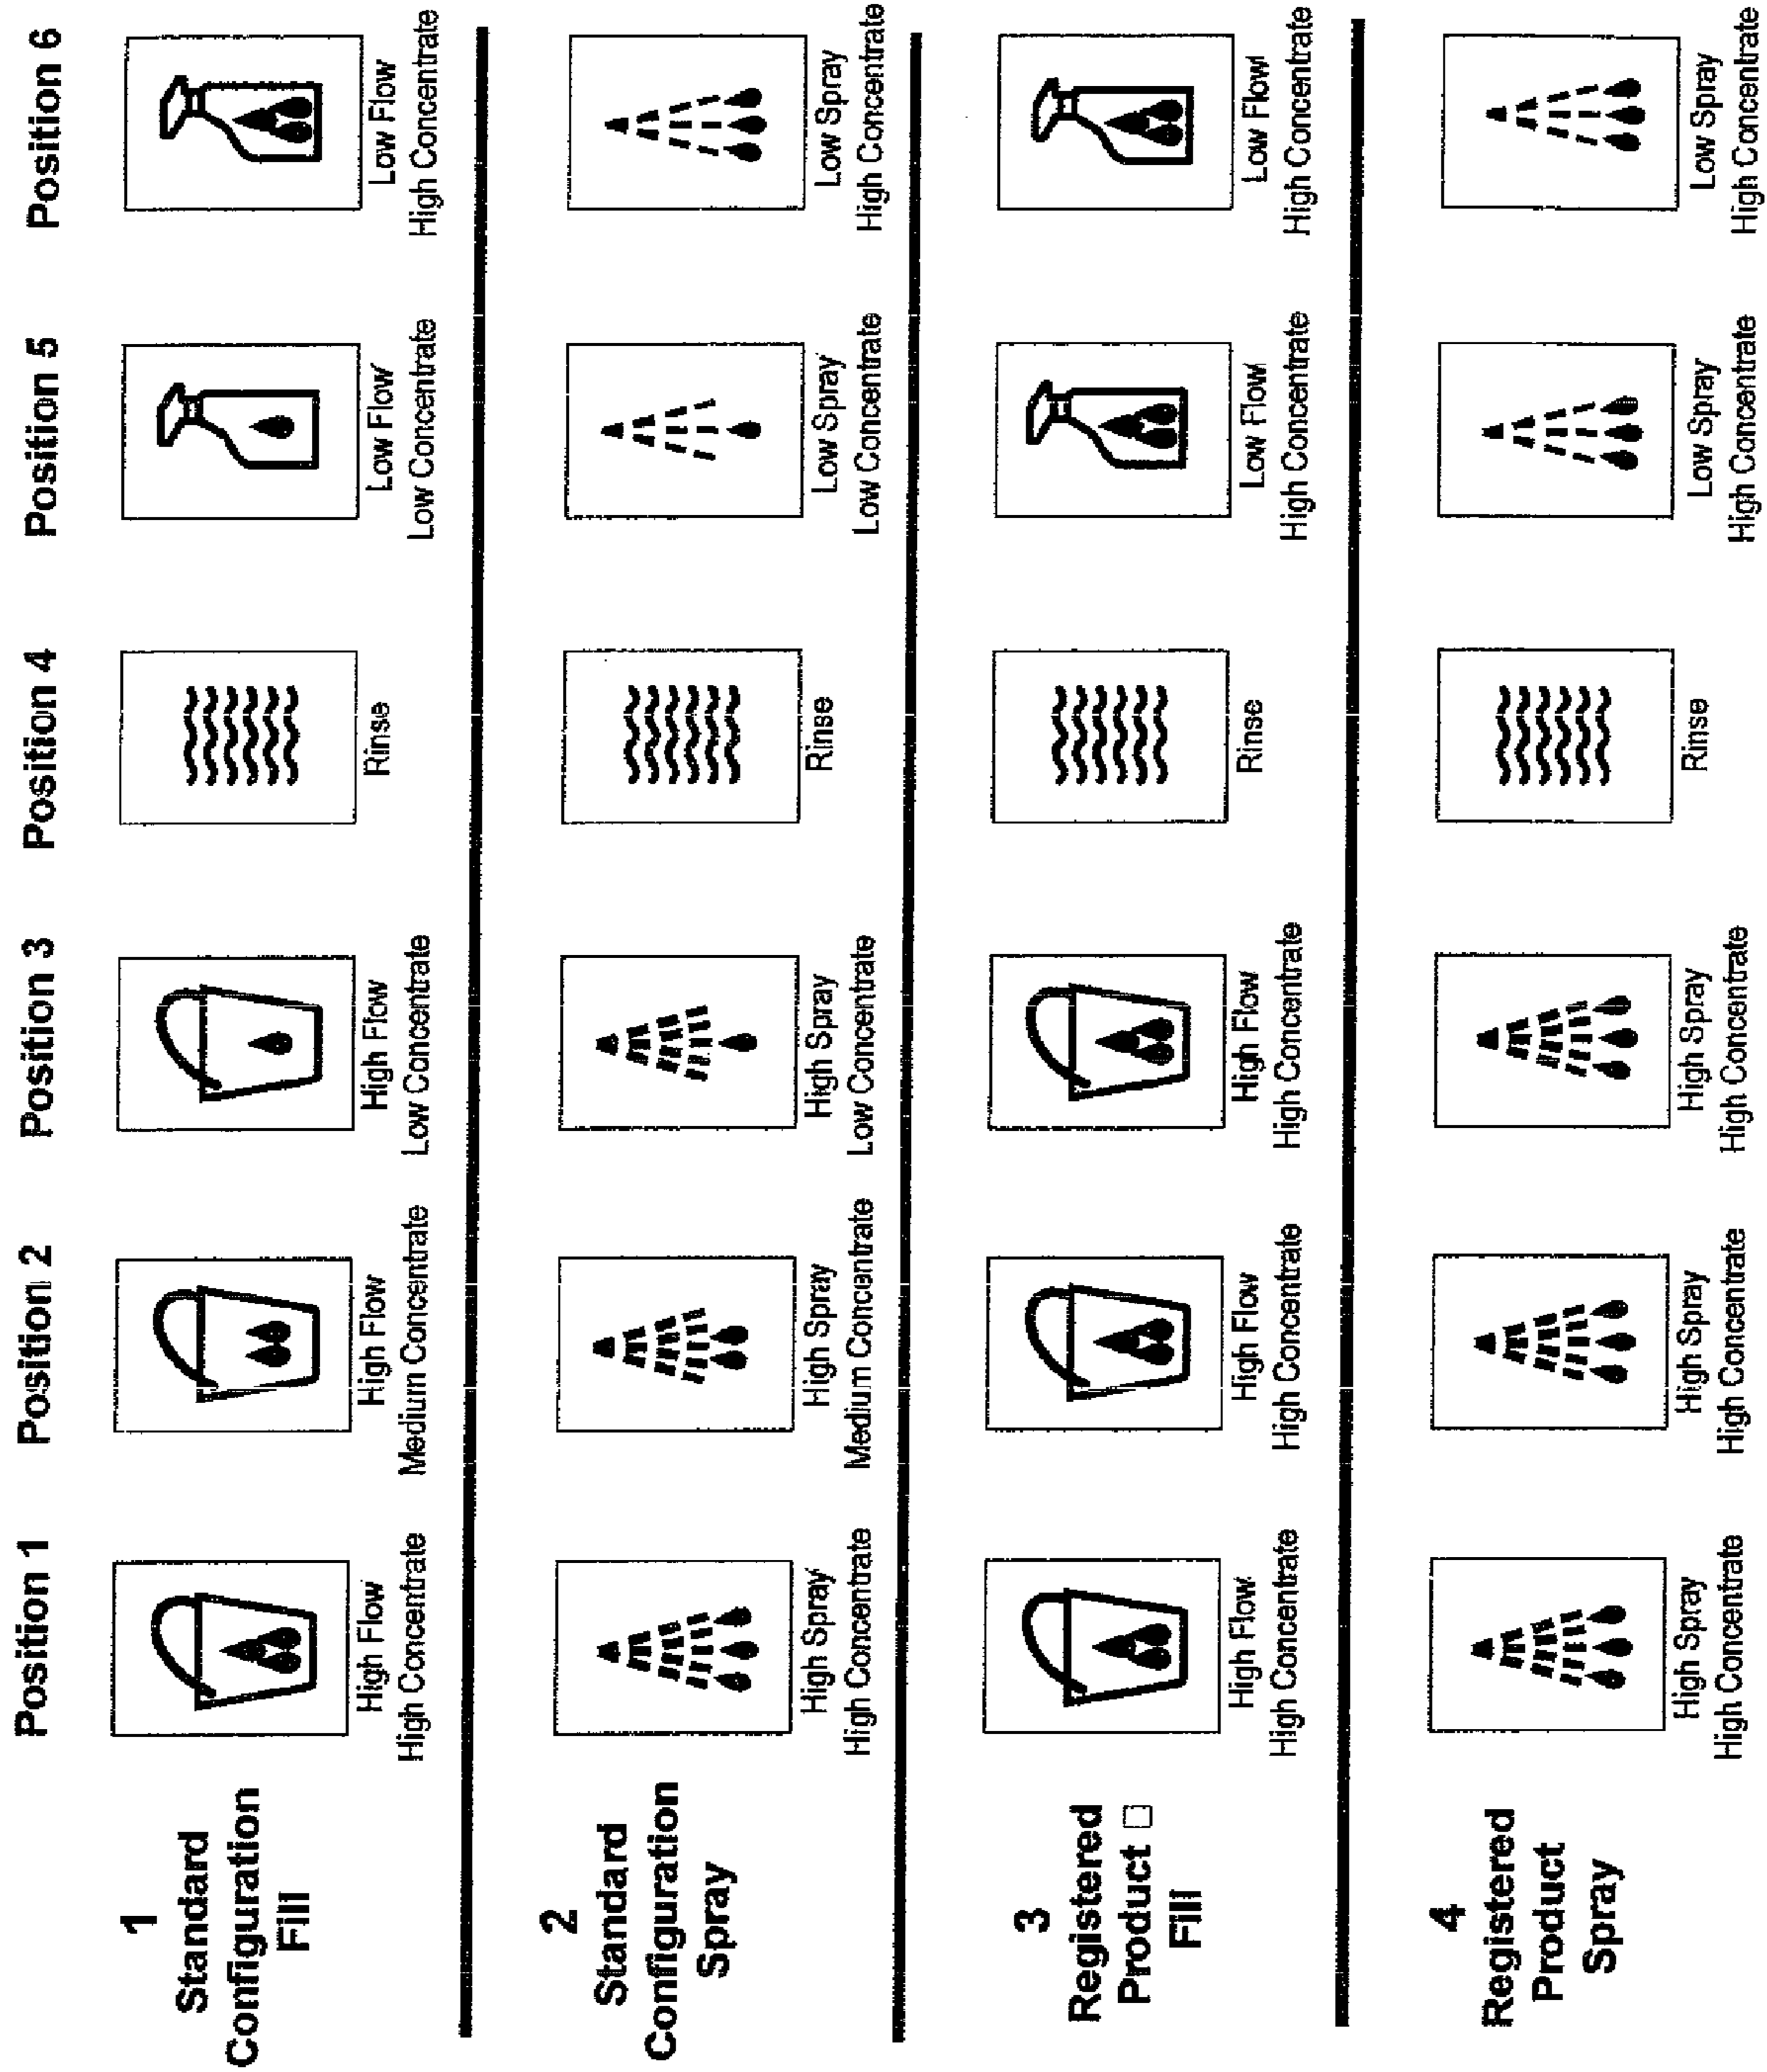 Position 1
Position 2
Position 3
Position 4
Position 5
Position 6
1
Standard
Configuration
Fill
High Flow
High Concentrate
High Flow
Medium Concentrate
High Flow
Low Concentrate
Rinse
Low Flow
Low Concentrate
Low Flow
High Concentrate
2
Standard
Configuration
Spray
High Spray
High Concentrate
High Spray
Medium Concentrate
High Spray
Low Concentrate
Rinse
Low Spray
Low Concentrate
Low Spray
High Concentrate
3
Registered
Product □
Fill
High Flow
High Concentrate
High Flow
High Concentrate
High Flow
High Concentrate
Rinse
Low Flow
High Concentrate
Low Flow
High Concentrate
4
Registered
Product
Spray
High Spray
High Concentrate
High Spray
High Concentrate
High Spray
High Concentrate
Rinse
Low Spray
High Concentrate
Low Spray
High Concentrate